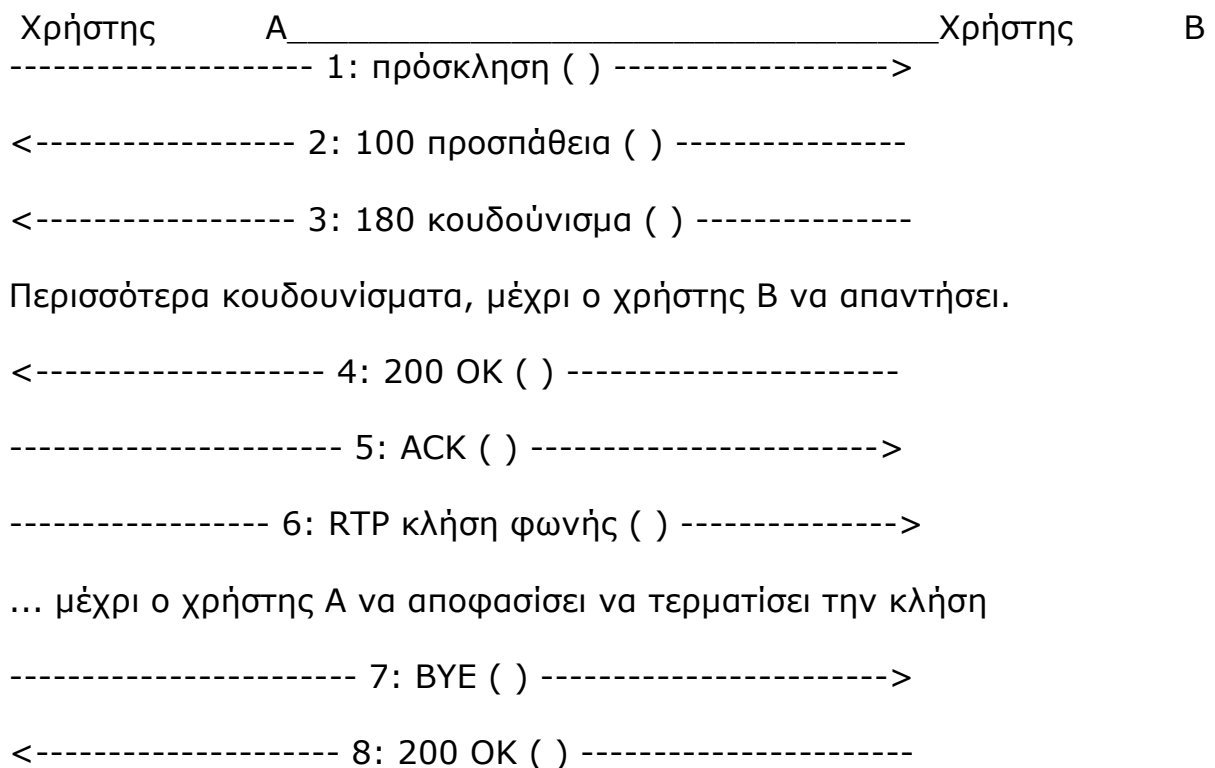 Χρήστης Α________________________________Χρήστης Β
--------------------- 1: πρόσκληση ( ) ------------------->
<------------------ 2: 100 προσπάθεια ( ) ----------------
<------------------ 3: 180 κουδούνισμα ( ) ---------------
Περισσότερα κουδουνίσματα, μέχρι ο χρήστης Β να απαντήσει.
<-------------------- 4: 200 OK ( ) -----------------------
----------------------- 5: ACK ( ) ------------------------>
------------------ 6: RTP κλήση φωνής ( ) --------------->
... μέχρι ο χρήστης Α να αποφασίσει να τερματίσει την κλήση
------------------------ 7: BYE ( ) ------------------------>
<--------------------- 8: 200 OK ( ) -----------------------